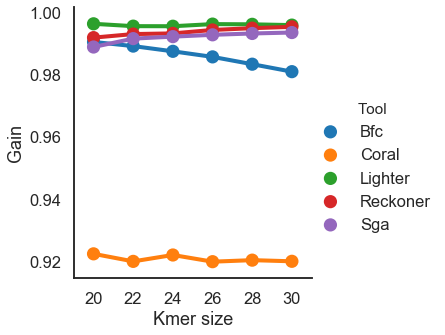 1.00
0.98
0.96
0.94
0.92
Gain
20 22 24 26 28 30
Kmer size
Tool
Bfc
Coral
Lighter
Reckoner
Sga